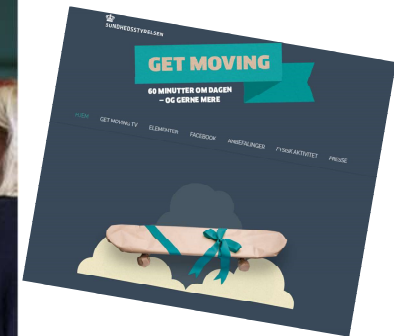 SUNDHEDSSTYRELSEN
GET MOVING
60 MINUTTER OM DAGEN
– OG GERNE MERE
HJEM GET MOVING TV ELEMENTER FACEBOOK ANBEFALINGER FYSISK AKTIVITET PRESSE